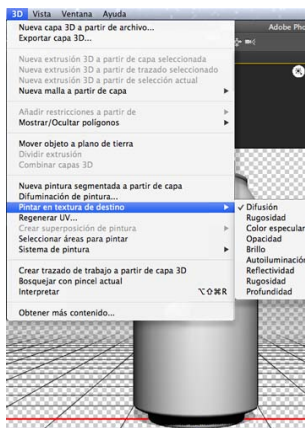 3D Vista Ventana Ayuda
Adobe Pho
Nueva capa 3D a partir de archivo...
Exportar capa 3D...
Nueva extrusión 3D a partir de capa seleccionada
Nueva extrusión 3D a partir de trazado seleccionado
Nueva extrusión 3D a partir de selección actual
Nueva malla a partir de capa
Añadir restricciones a partir de
Mostrar/Ocultar polígonos
Mover objeto a plano de tierra
Dividir extrusión
Combinar capas 3D
Nueva pintura segmentada a partir de capa
Difuminación de pintura...
Pintar en textura de destino
Regenerar UV...
Crear superposición de pintura
Seleccionar áreas para pintar
Sistema de pintura
Crear trazado de trabajo a partir de capa 3D
Bosquejar con pincel actual
Interpretar ⌥⇧⌘R
Obtener más contenido...
✓ Difusión
Rugosidad
Color especular
Opacidad
Brillo
Autoiluminación
Reflectividad
Rugosidad
Profundidad